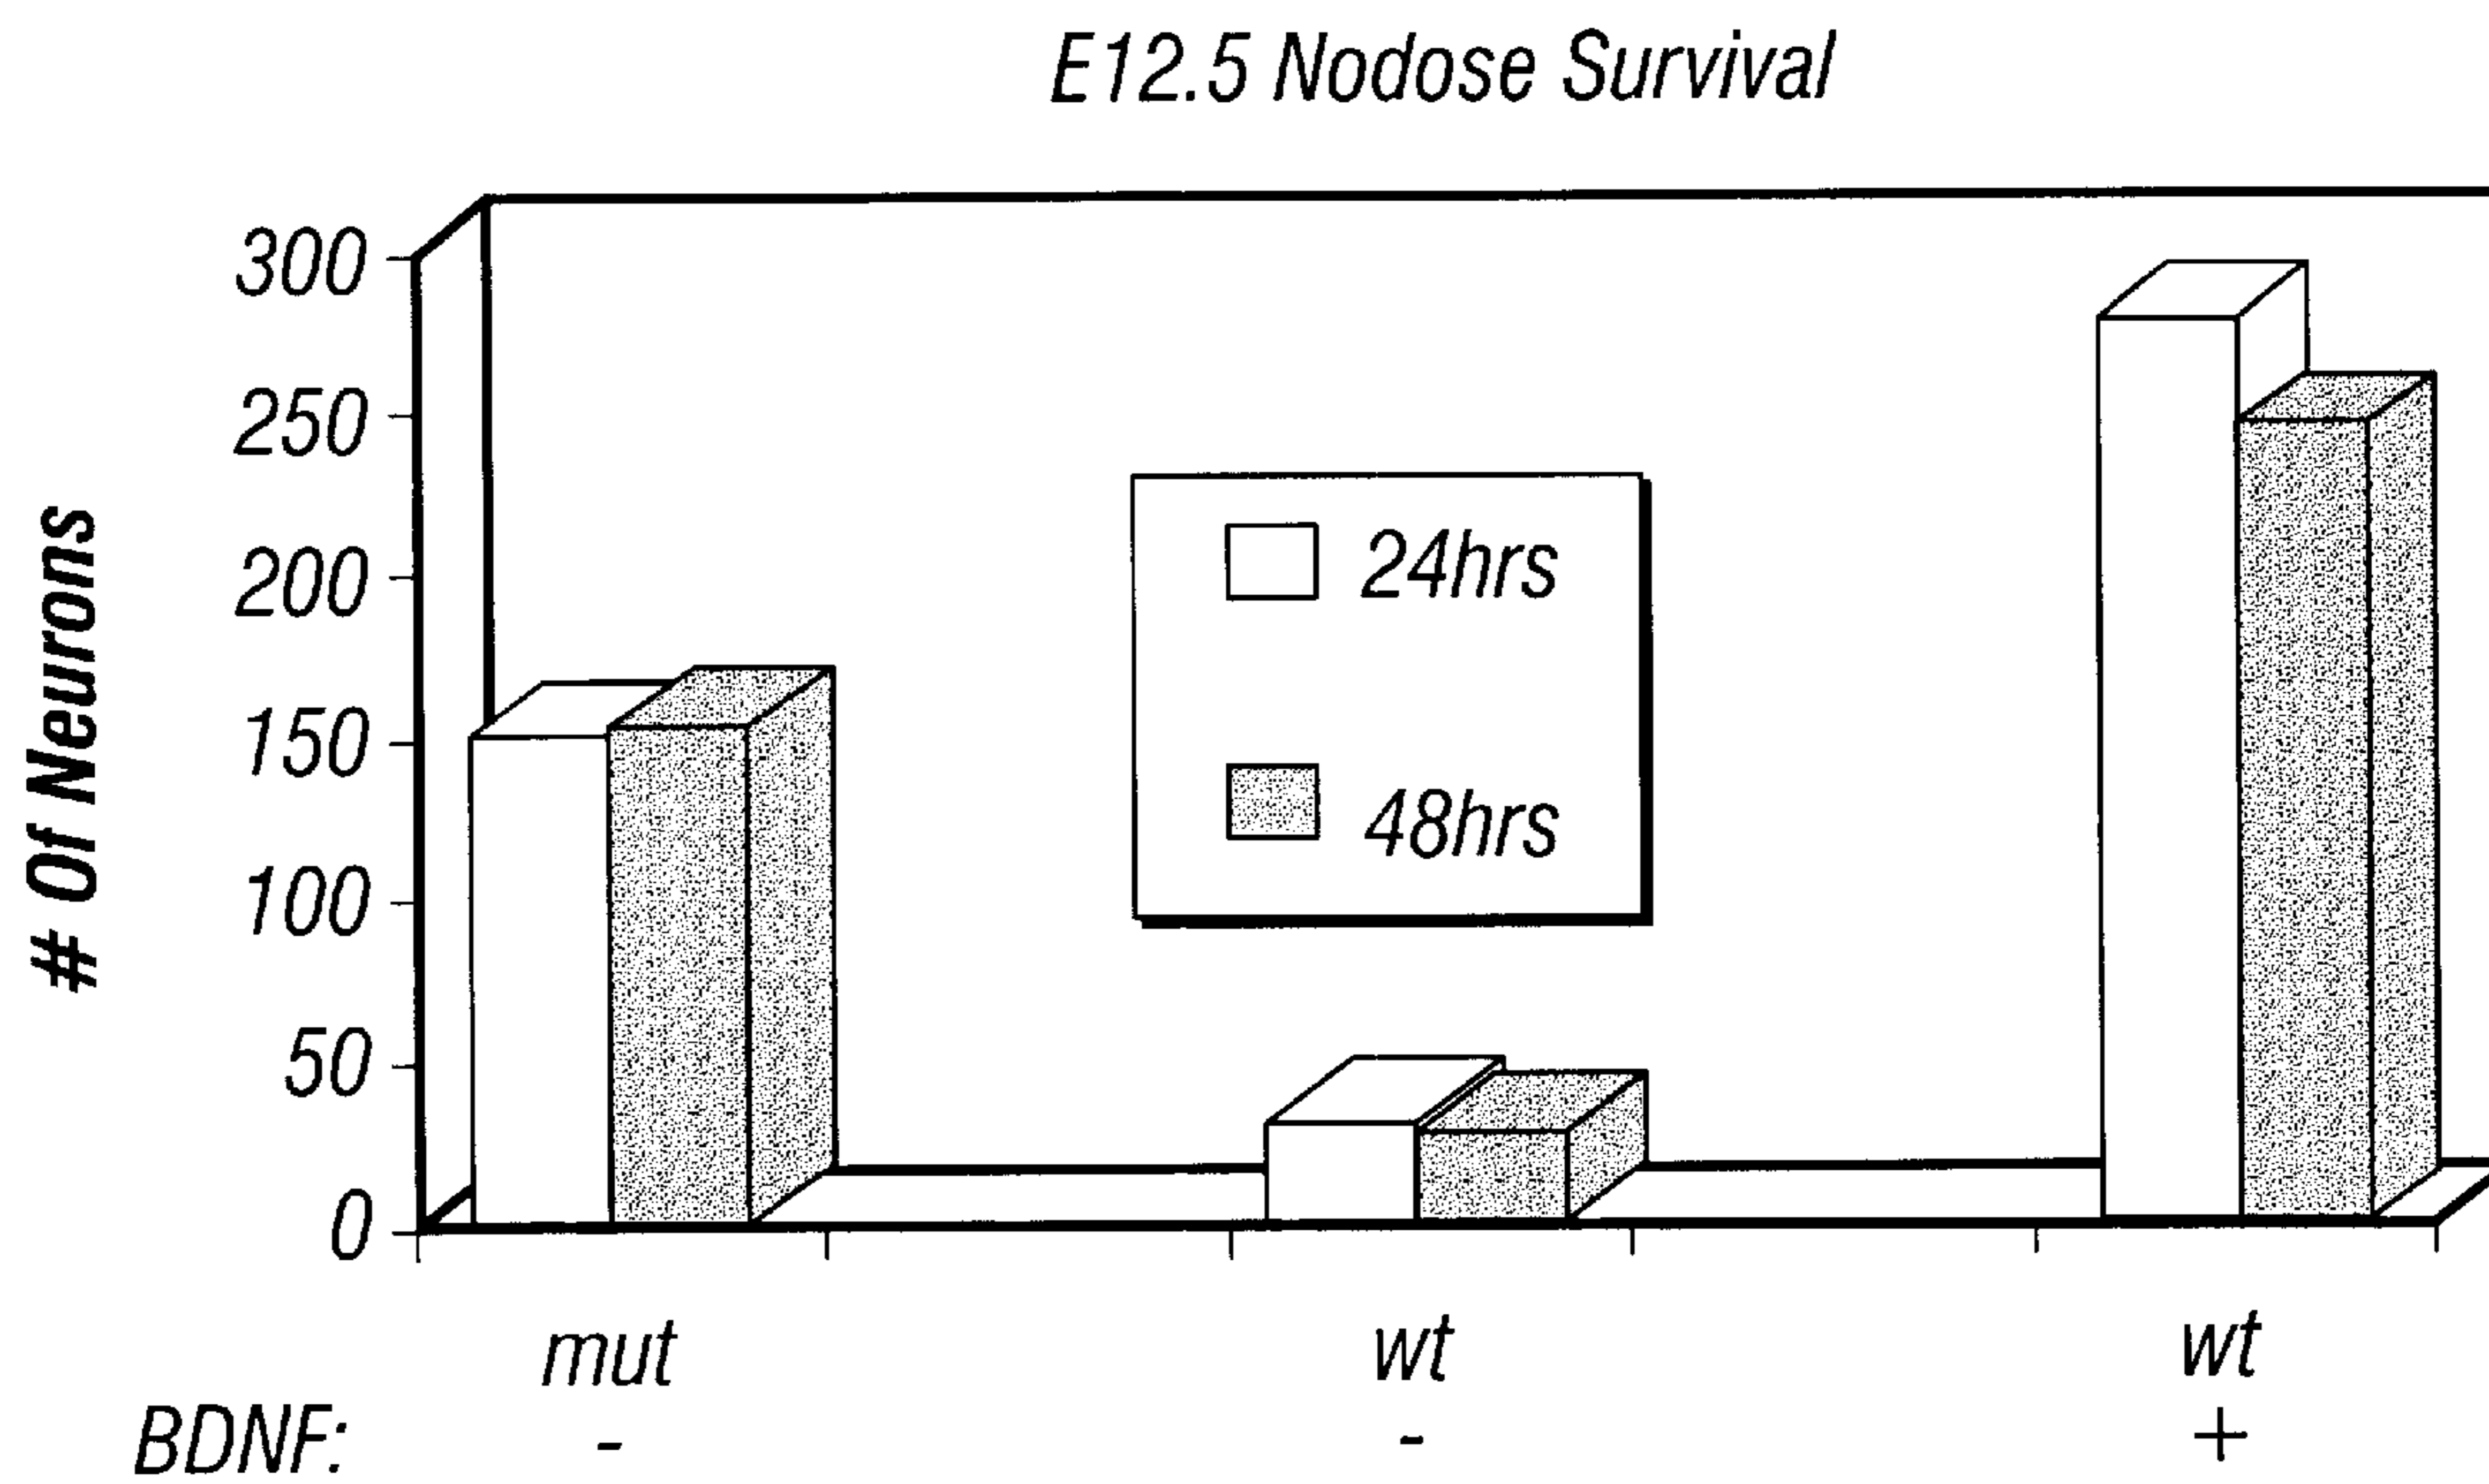 E12.5 Nodose Survival
# Of Neurons
300
250
200
150
100
50
0
24hrs
48hrs
mut wt wt
BDNF: - - +